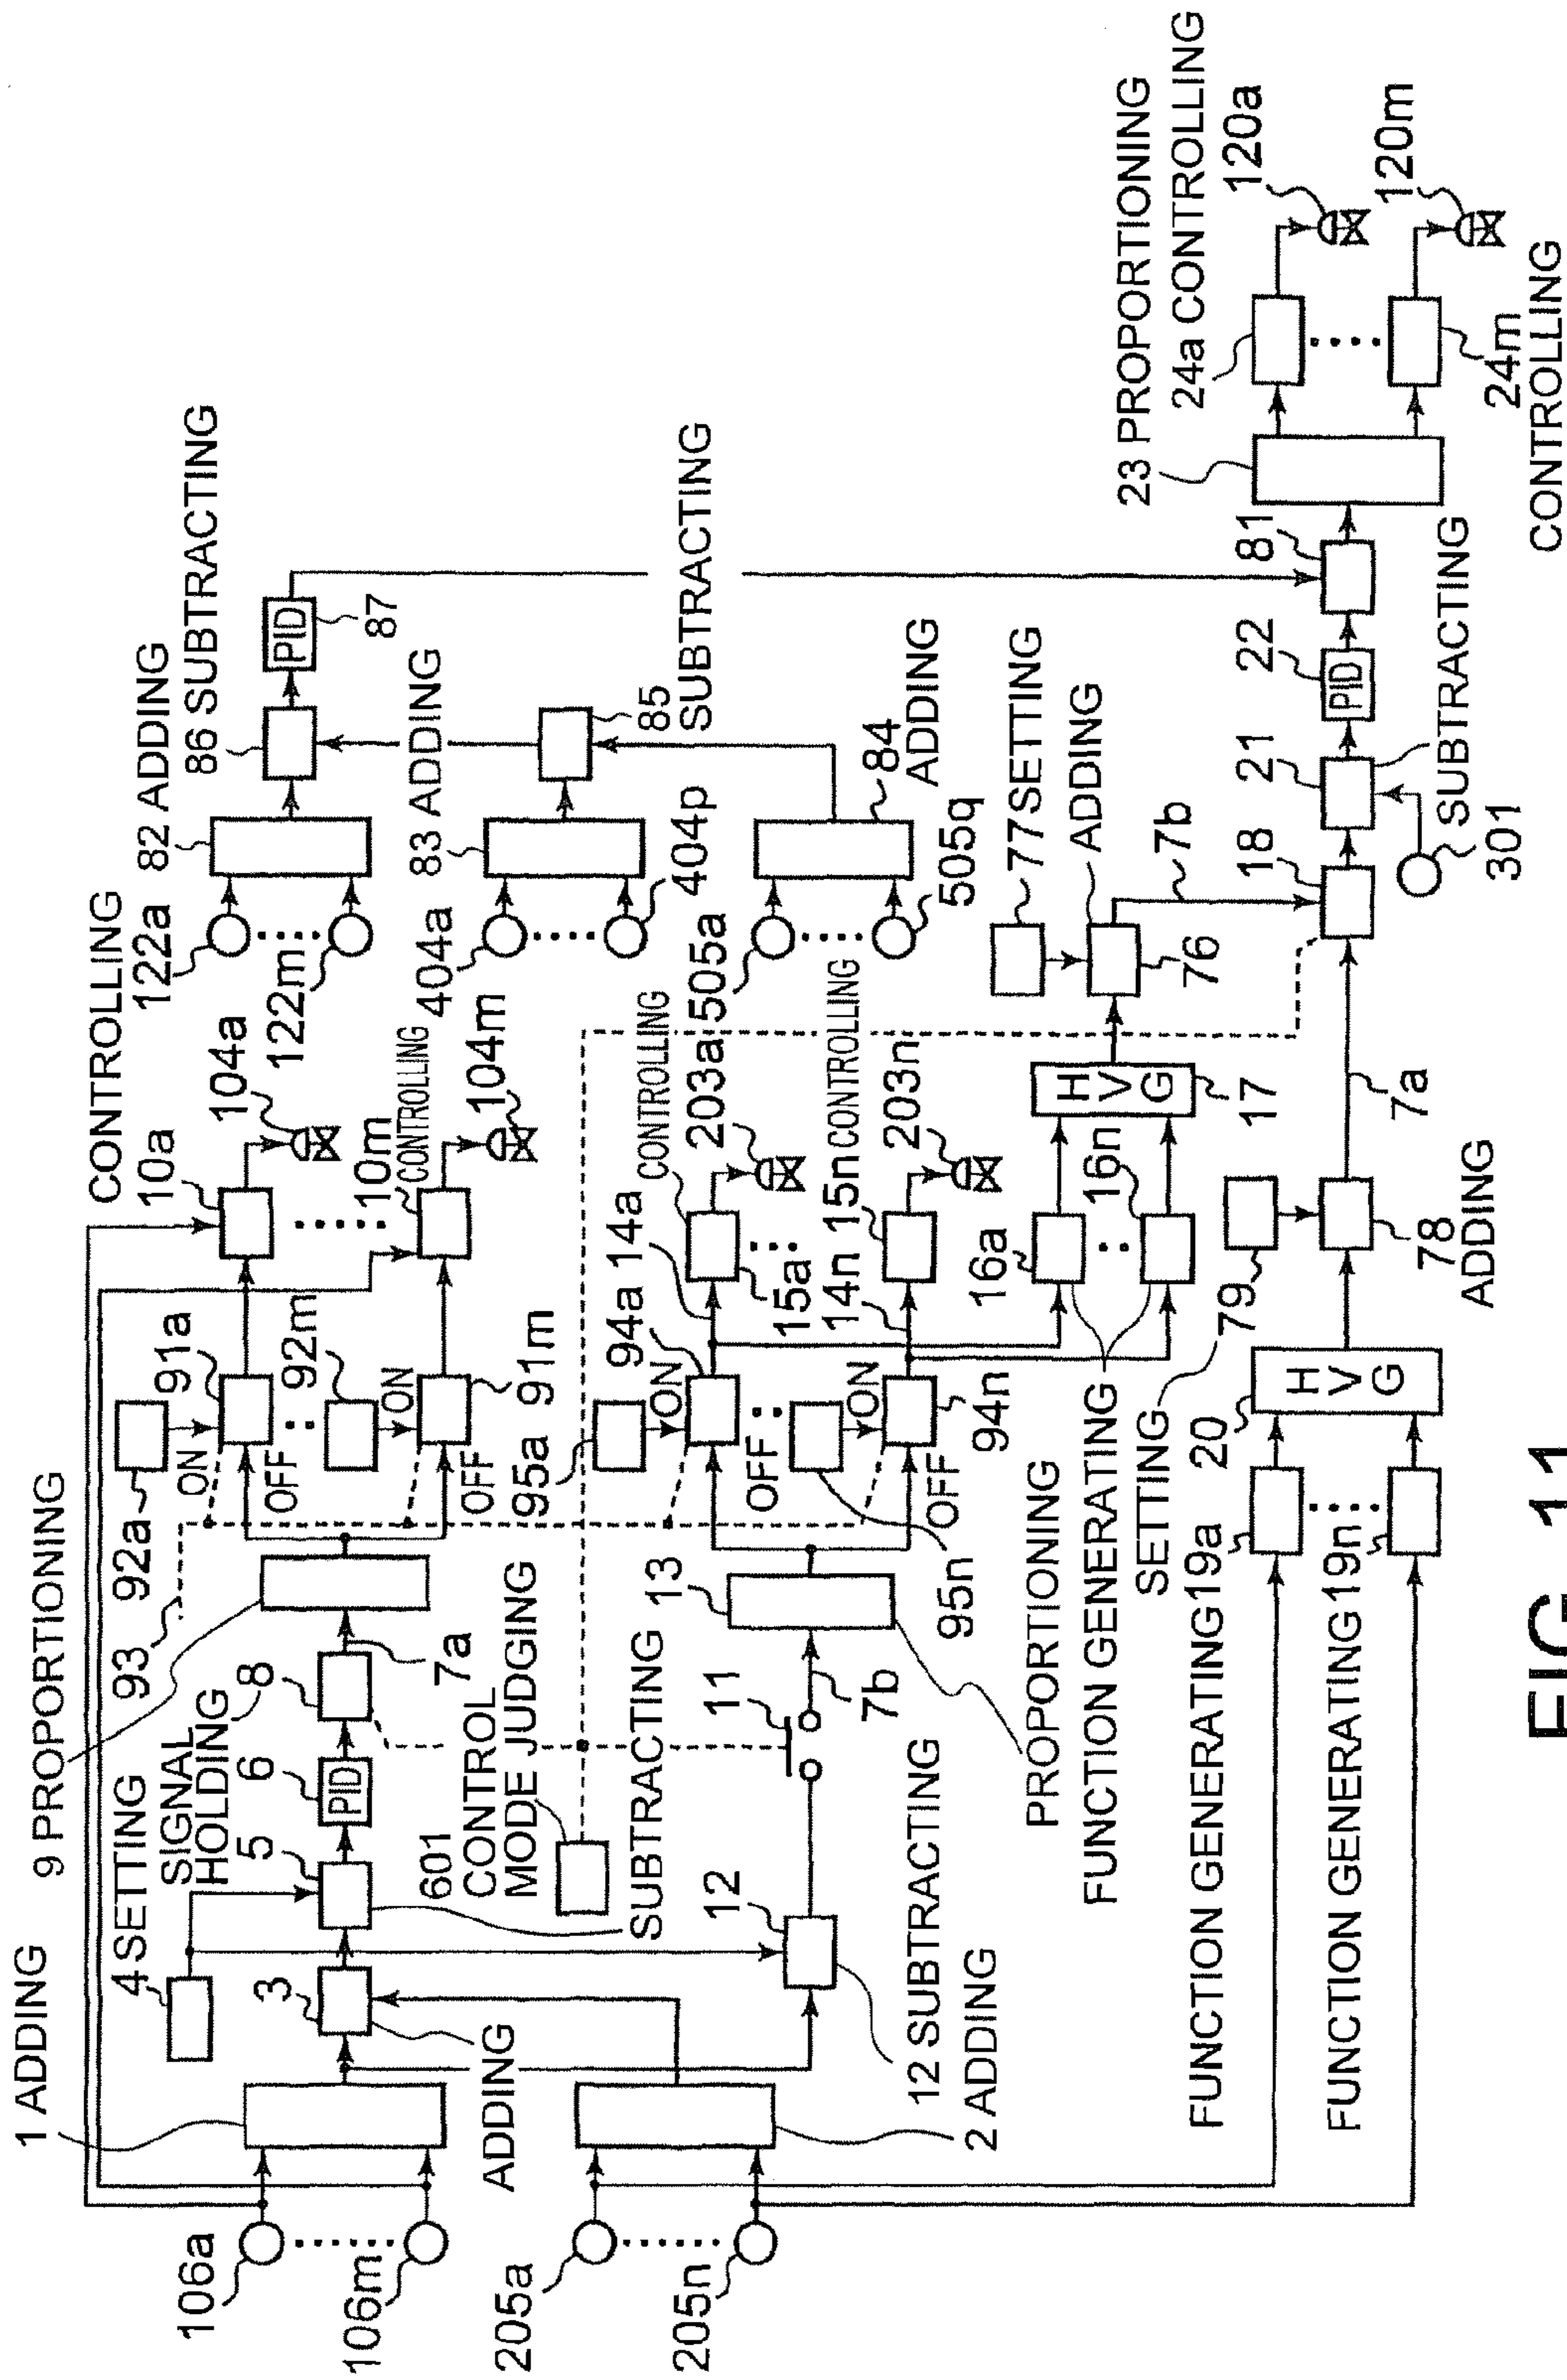 1 ADDING
4 SETTING
SIGNAL
HOLDING
9 PROPORTIONING
3
5
6
8
PID
7a
93
92a
ON
OFF
91a
92m
ON
OFF
91m
CONTROLLING
10a
104a
10m
CONTROLLING
104m
106a
106m
ADDING
SUBTRACTING
122a
122m
82 ADDING
86 SUBTRACTING
PID
87
404a
404p
83 ADDING
85
SUBTRACTING
505a
505q
84
ADDING
205a
205n
2 ADDING
12 SUBTRACTING
12
601
CONTROL
MODE JUDGING
11
7b
13
PROPORTIONING
95a
ON
OFF
94a
14a
CONTROLLING
203a
15a
95n
ON
OFF
94n
14n
15n
CONTROLLING
203n
FUNCTION GENERATING
16a
16n
H
V
G
17
77 SETTING
ADDING
76
7b
FUNCTION GENERATING 19a
FUNCTION GENERATING 19n
20
H
V
G
SETTING
79
78
ADDING
7a
18
301
21
SUBTRACTING
22
PID
81
23 PROPORTIONING
24a CONTROLLING
120a
120m
24m
CONTROLLING
FIG. 11